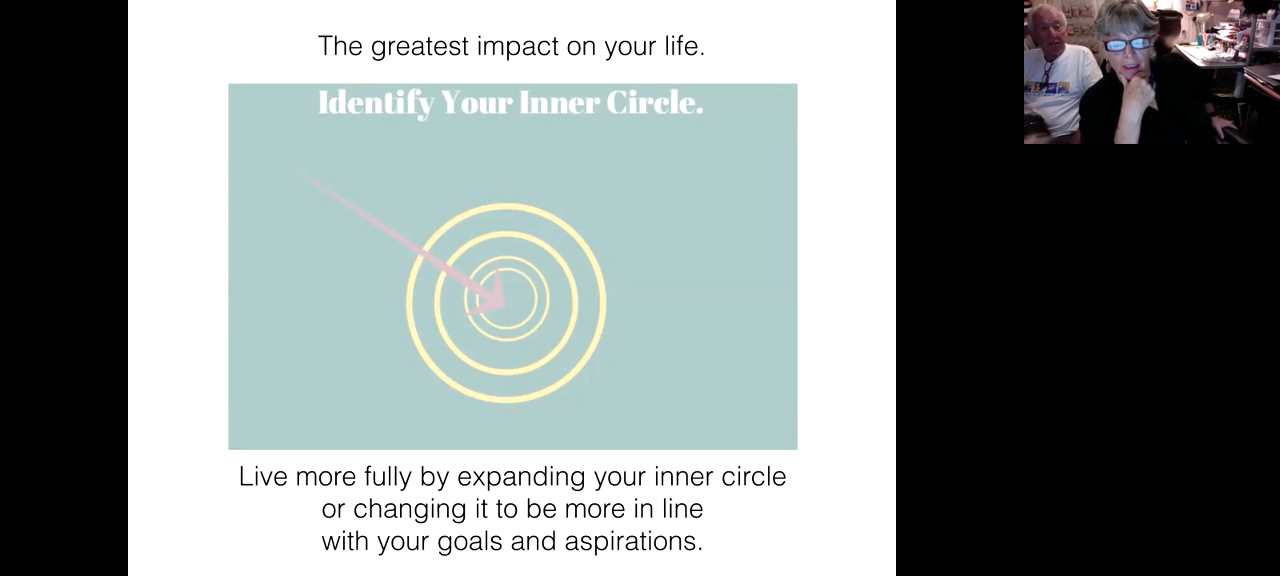 The greatest impact on your life.
Identify Your Inner Circle.
Live more fully by expanding your inner circle
or changing it to be more in line
with your goals and aspirations.